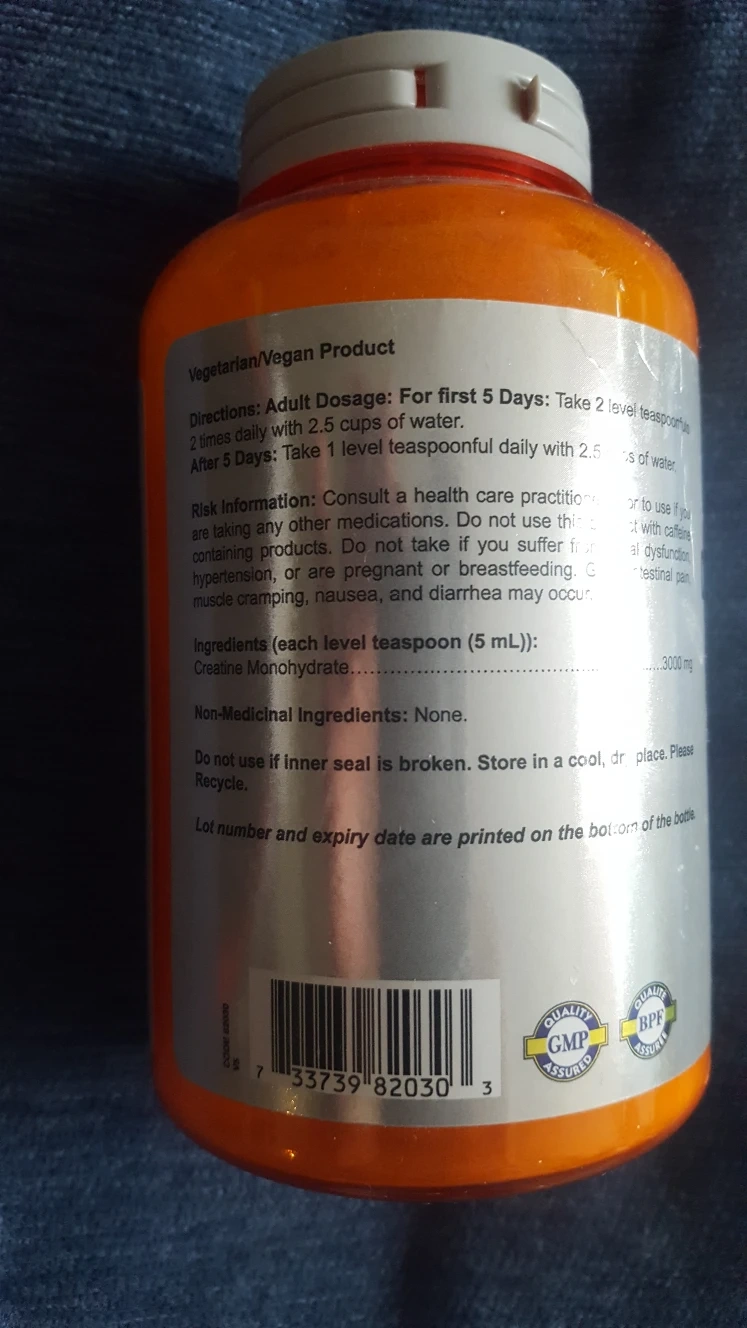 Vegetarian/Vegan Product
Directions: Adult Dosage: For first 5 Days: Take 2 level teaspoonfuls
2 times daily with 2.5 cups of water.
After 5 Days: Take 1 level teaspoonful daily with 2.5 of water.
Risk Information: Consult a health care to use if you
are taking any other medications. Do not use with caffeine
containing products. Do not take if you suffer dysfunction,
hypertension, or are pregnant or breastfeeding. pain,
muscle cramping, nausea, and diarrhea may occur.
Ingredients (each level teaspoon (5 mL)):
Creatine Monohydrate.......................................................3000 mg
Non-Medicinal Ingredients: None.
Do not use if inner seal is broken. Store in a cool, place. Please
Recycle.
Lot number and expiry date are printed on the bottom of the bottle.
7 33739 82030 3
QUALITY
GMP
ASSURED
QUALITÉ
BPF
ASSURÉE